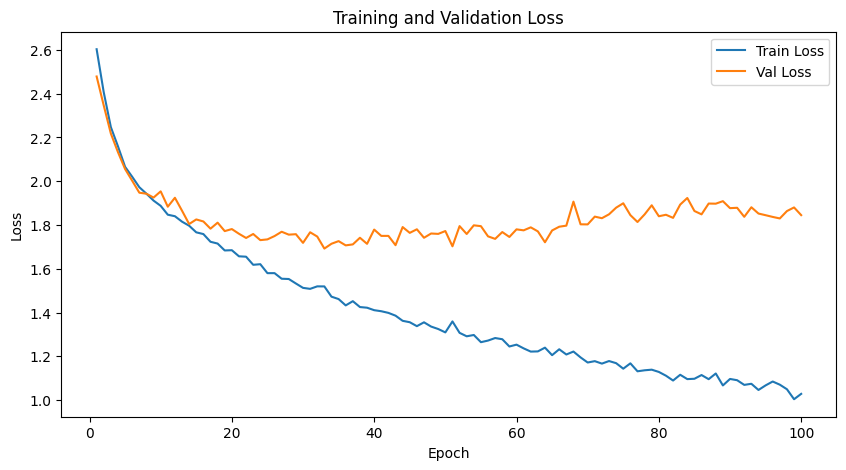 Training and Validation Loss
Train Loss
Val Loss
Loss
2.6
2.4
2.2
2.0
1.8
1.6
1.4
1.2
1.0
0 20 40 60 80 100
Epoch